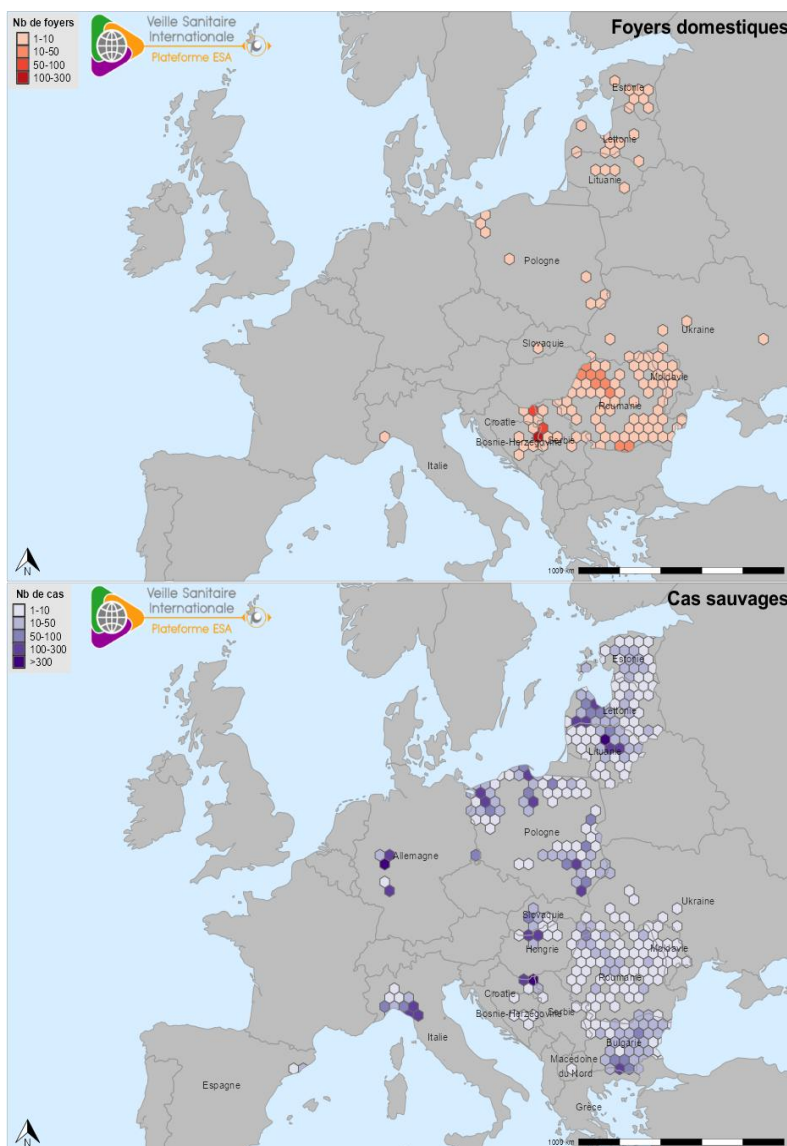 Nb de foyers
1-10
10-50
50-100
100-300
Veille Sanitaire
Internationale
Plateforme ESA
Foyers domestiques
Estonie
Lettonie
Lituanie
Pologne
Slovaquie
Ukraine
Moldavie
Roumanie
Croatie
Bosnie-Herzégovine
Serbie
Italie
N
1000 km
Nb de cas
1-10
10-50
50-100
100-300
>300
Veille Sanitaire
Internationale
Plateforme ESA
Cas sauvages
Estonie
Lettonie
Lituanie
Pologne
Allemagne
Ukraine
Slovaquie
Hongrie
Moldavie
Roumanie
Croatie
Bosnie-Herzégovine
Serbie
Italie
Bulgarie
Macédoine
du Nord
Espagne
Grèce
N
1000 km